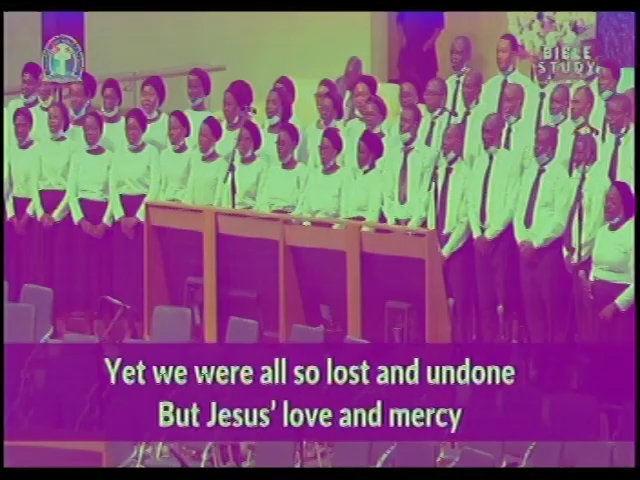 BIBLE
STUDY
Yet we were all so lost and undone
But Jesus' love and mercy